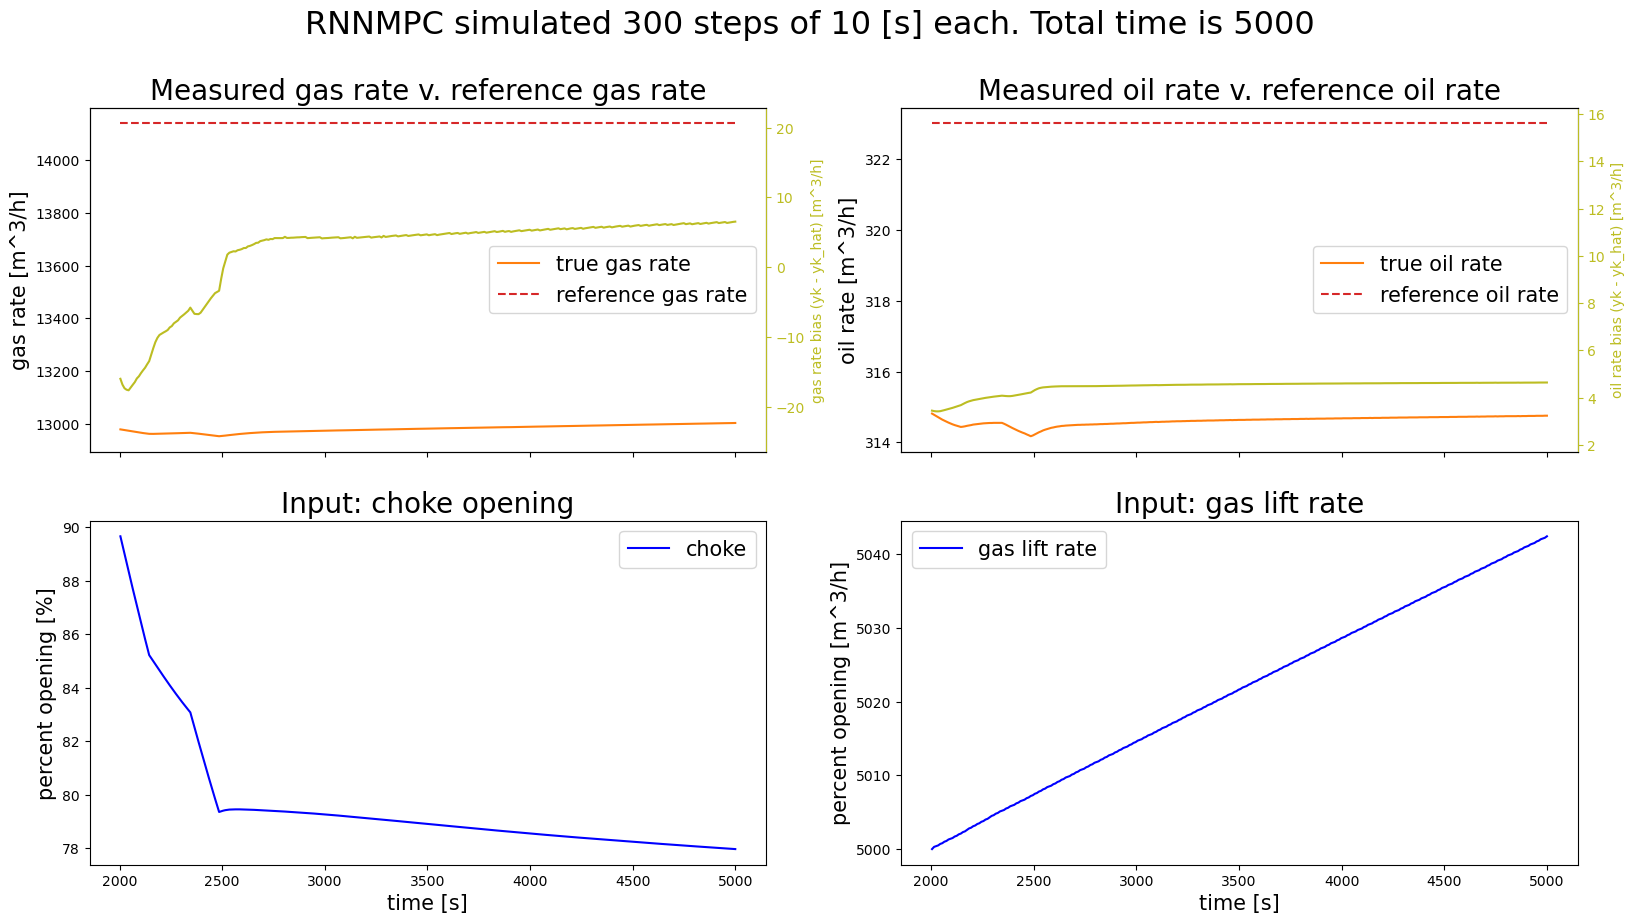 RNNMPC simulated 300 steps of 10 [s] each. Total time is 5000
Measured gas rate v. reference gas rate
gas rate [m^3/h]
14000
13800
13600
13400
13200
13000
20
10
0
−10
−20
gas rate bias (yk - yk_hat) [m^3/h]
true gas rate
reference gas rate
Measured oil rate v. reference oil rate
oil rate [m^3/h]
322
320
318
316
314
16
14
12
10
8
6
4
2
oil rate bias (yk - yk_hat) [m^3/h]
true oil rate
reference oil rate
Input: choke opening
percent opening [%]
90
88
86
84
82
80
78
choke
2000 2500 3000 3500 4000 4500 5000
time [s]
Input: gas lift rate
percent opening [m^3/h]
5040
5030
5020
5010
5000
gas lift rate
2000 2500 3000 3500 4000 4500 5000
time [s]